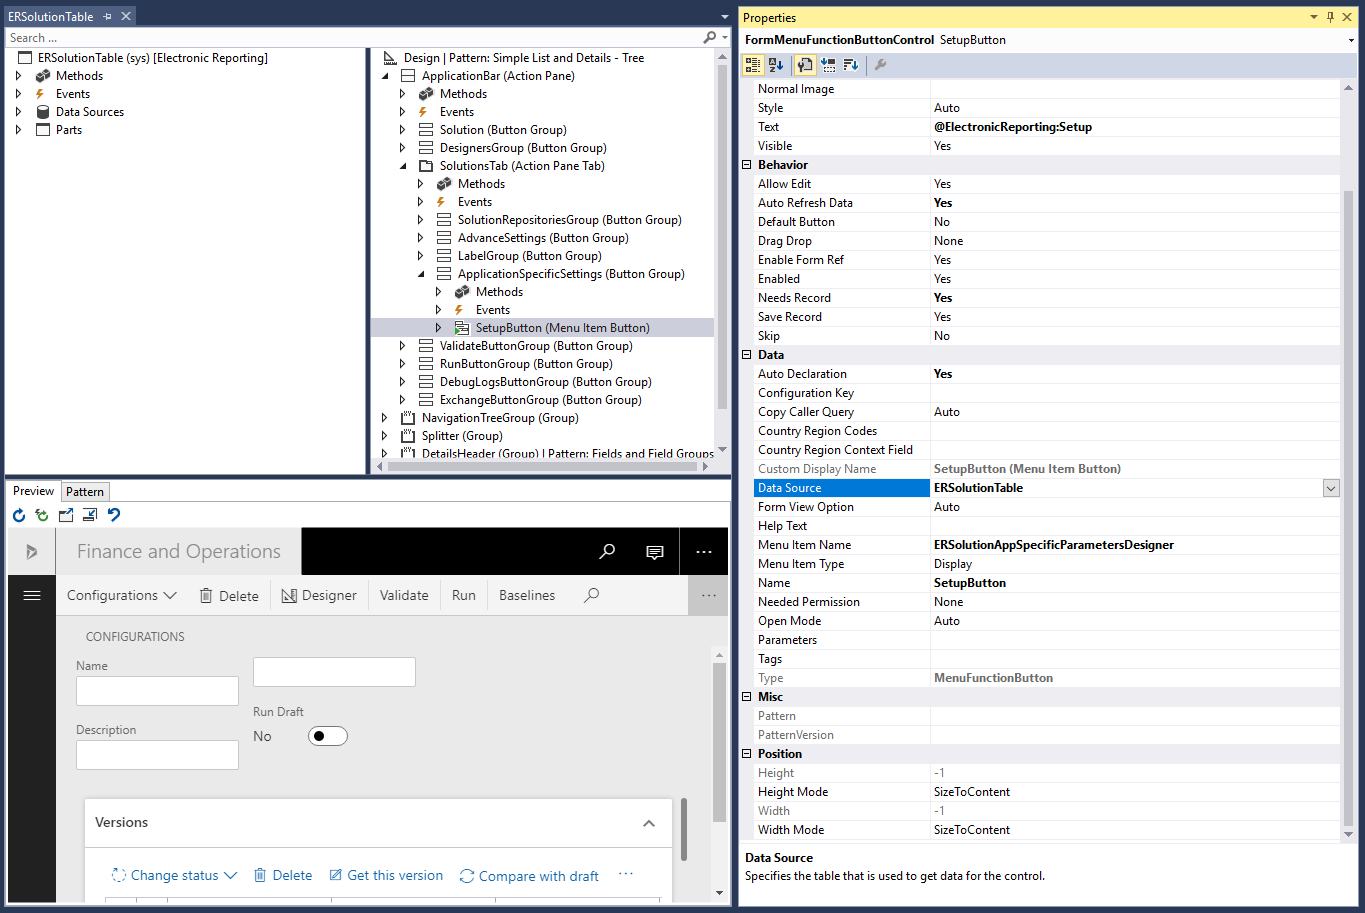 ERSolutionTable
Search ...
ERSolutionTable (sys) [Electronic Reporting]
Methods
Events
Data Sources
Parts
Design | Pattern: Simple List and Details - Tree
ApplicationBar (Action Pane)
Methods
Events
Solution (Button Group)
DesignersGroup (Button Group)
SolutionsTab (Action Pane Tab)
Methods
Events
SolutionRepositoriesGroup (Button Group)
AdvanceSettings (Button Group)
LabelGroup (Button Group)
ApplicationSpecificSettings (Button Group)
Methods
Events
SetupButton (Menu Item Button)
ValidateButtonGroup (Button Group)
RunButtonGroup (Button Group)
DebugLogsButtonGroup (Button Group)
ExchangeButtonGroup (Button Group)
NavigationTreeGroup (Group)
Splitter (Group)
DetailsHeader (Group) | Pattern: Fields and Field Groups
Preview Pattern
Finance and Operations
Configurations Delete Designer Validate Run Baselines
CONFIGURATIONS
Name
Run Draft
Description
No
Versions
Change status Delete Get this version Compare with draft
Properties
FormMenuFunctionButtonControl SetupButton
Normal Image
Style Auto
Text @ElectronicReporting:Setup
Visible Yes
Behavior
Allow Edit Yes
Auto Refresh Data Yes
Default Button No
Drag Drop None
Enable Form Ref Yes
Enabled Yes
Needs Record Yes
Save Record Yes
Skip No
Data
Auto Declaration Yes
Configuration Key
Copy Caller Query Auto
Country Region Codes
Country Region Context Field
Custom Display Name SetupButton (Menu Item Button)
Data Source ERSolutionTable
Form View Option Auto
Help Text
Menu Item Name ERSolutionAppSpecificParametersDesigner
Menu Item Type Display
Name SetupButton
Needed Permission None
Open Mode Auto
Parameters
Tags
Type MenuFunctionButton
Misc
Pattern
PatternVersion
Position
Height -1
Height Mode SizeToContent
Width -1
Width Mode SizeToContent
Data Source
Specifies the table that is used to get data for the control.